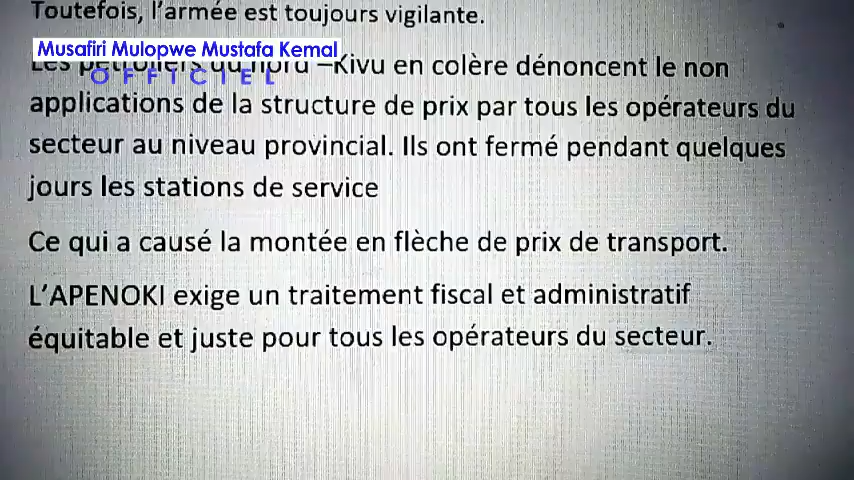 Toutefois, l'armée est toujours vigilante.
Musafiri Mulopwe Mustafa Kemal
OFFICIEL
Les pétroliers du nord –Kivu en colère dénoncent le non
applications de la structure de prix par tous les opérateurs du
secteur au niveau provincial. Ils ont fermé pendant quelques
jours les stations de service
Ce qui a causé la montée en flèche de prix de transport.
L'APENOKI exige un traitement fiscal et administratif
équitable et juste pour tous les opérateurs du secteur.